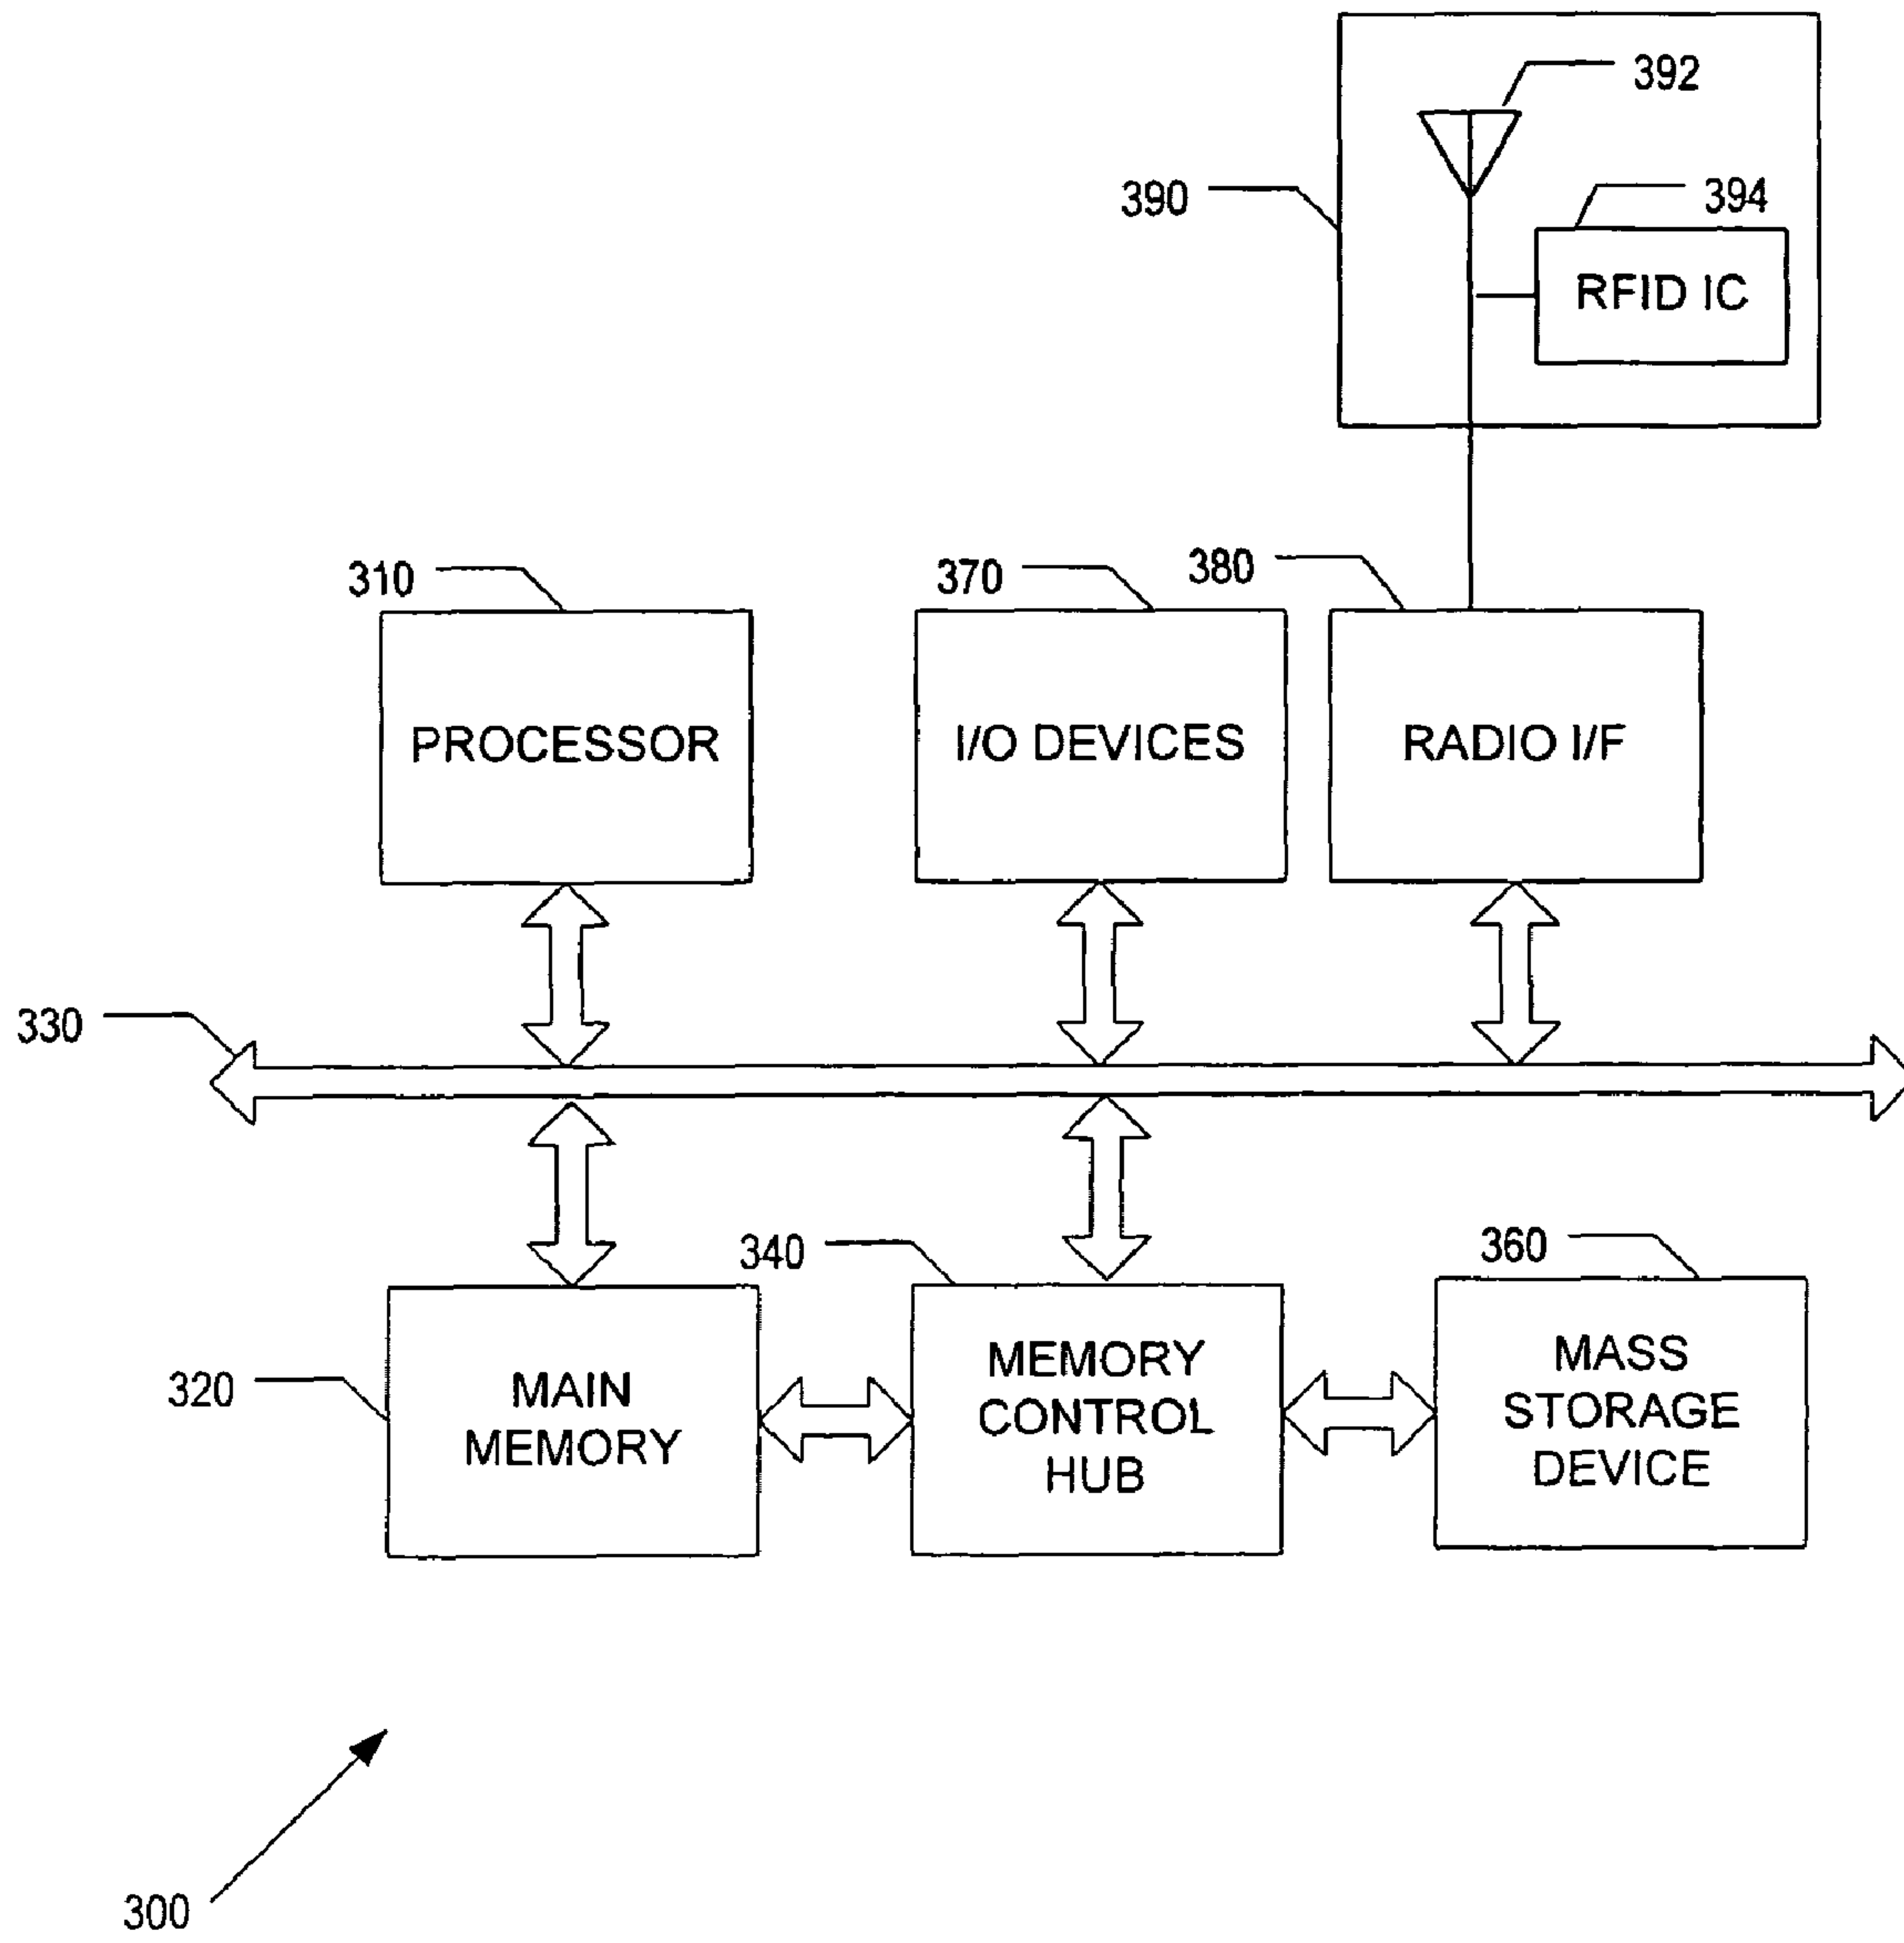 392
390
394
RFID IC
310
370
380
PROCESSOR
I/O DEVICES
RADIO I/F
330
340
360
320
MAIN
MEMORY
MEMORY
CONTROL
HUB
MASS
STORAGE
DEVICE
300